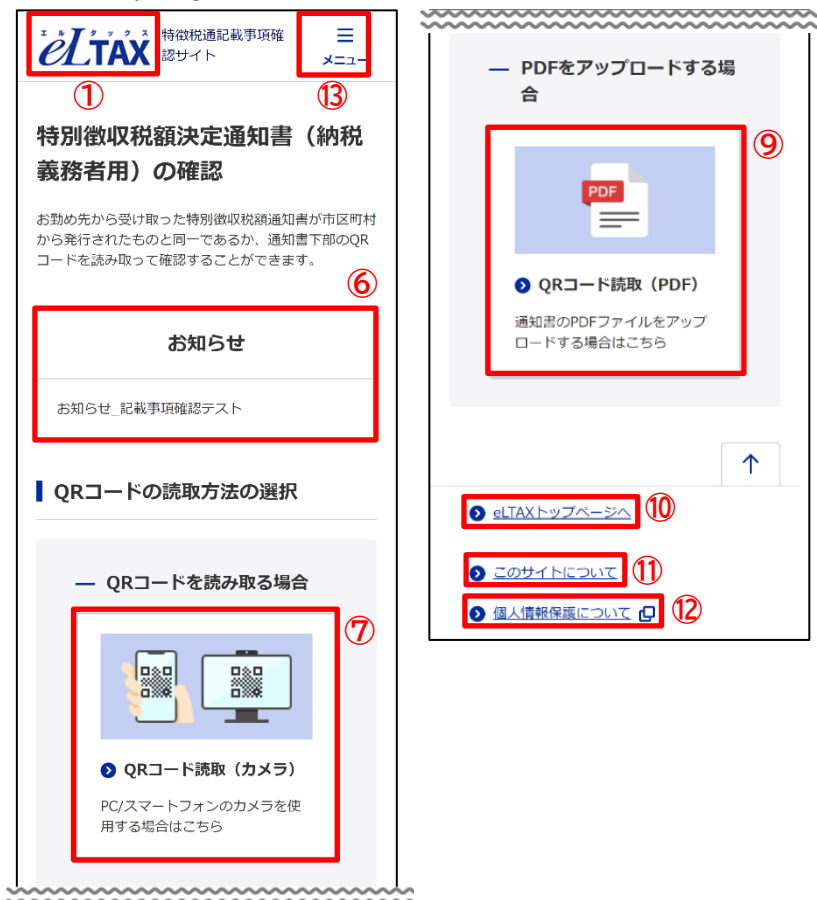 エルタックス
eLTAX
特徴税通記載事項確
認サイト
メニュー
①
⑬
特別徴収税額決定通知書（納税
義務者用）の確認
お勤め先から受け取った特別徴収税額通知書が市区町村
から発行されたものと同一であるか、通知書下部のQR
コードを読み取って確認することができます。
⑥
お知らせ
お知らせ_記載事項確認テスト
QRコードの読取方法の選択
― QRコードを読み取る場合
⑦
QRコード読取（カメラ）
PC/スマートフォンのカメラを使
用する場合はこちら
― PDFをアップロードする場
合
⑨
PDF
QRコード読取（PDF）
通知書のPDFファイルをアップ
ロードする場合はこちら
↑
eLTAXトップページへ
⑩
このサイトについて
⑪
個人情報保護について
⑫